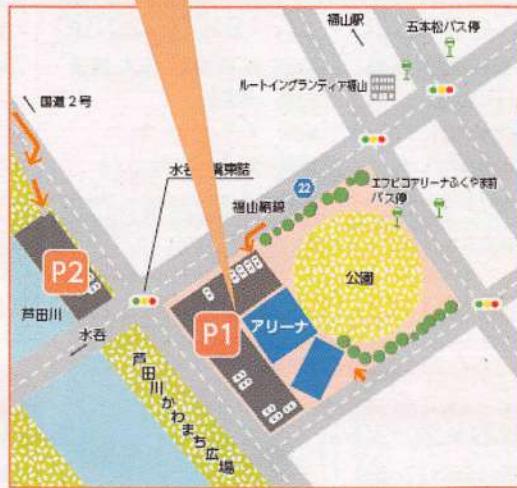 福山駅
五本松バス停
ルートイングランティア福山
国道2号
水呑
橋東詰
22
福山鞆線
エフピコアリーナふくやま前
バス停
公園
P2
芦田川
水呑
P1
アリーナ
芦田川かわまち広場